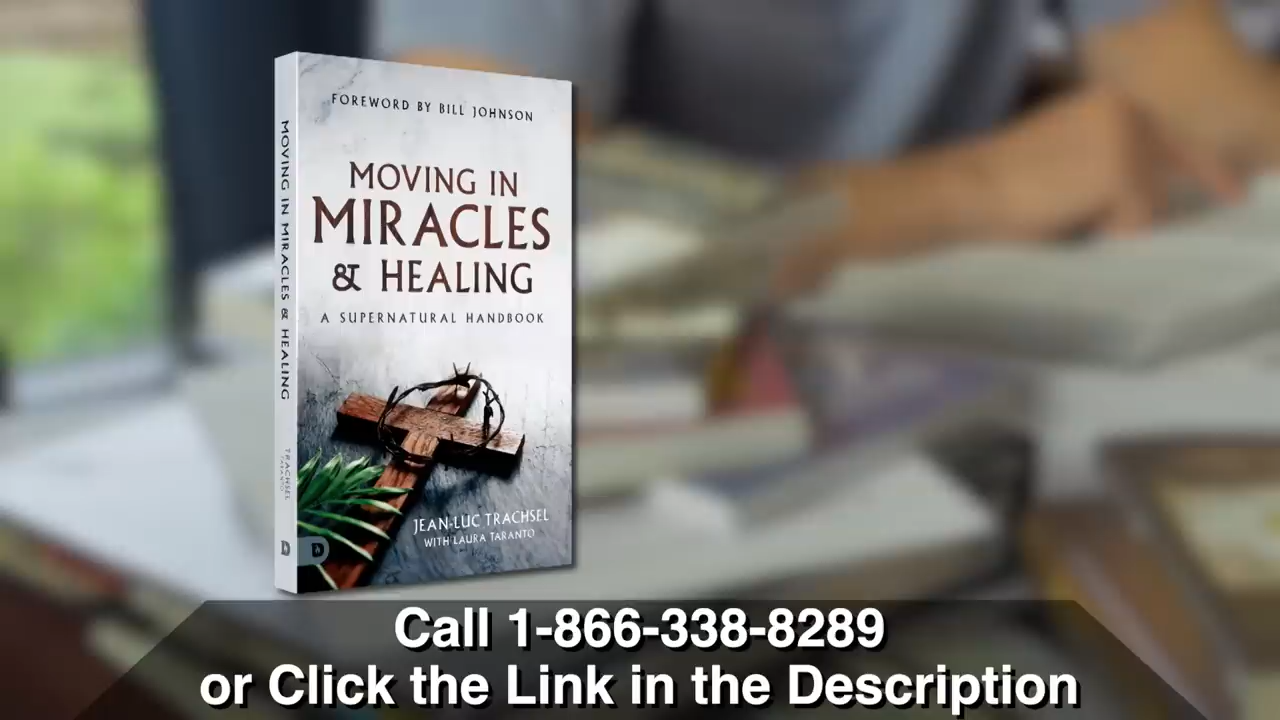 FOREWORD BY BILL JOHNSON
MOVING IN
MIRACLES
& HEALING
A SUPERNATURAL HANDBOOK
JEAN-LUC TRACHSEL
WITH LAURA TARANTO
MOVING IN MIRACLES & HEALING
TRACHSEL
TARANTO
D
D
Call 1-866-338-8289
or Click the Link in the Description